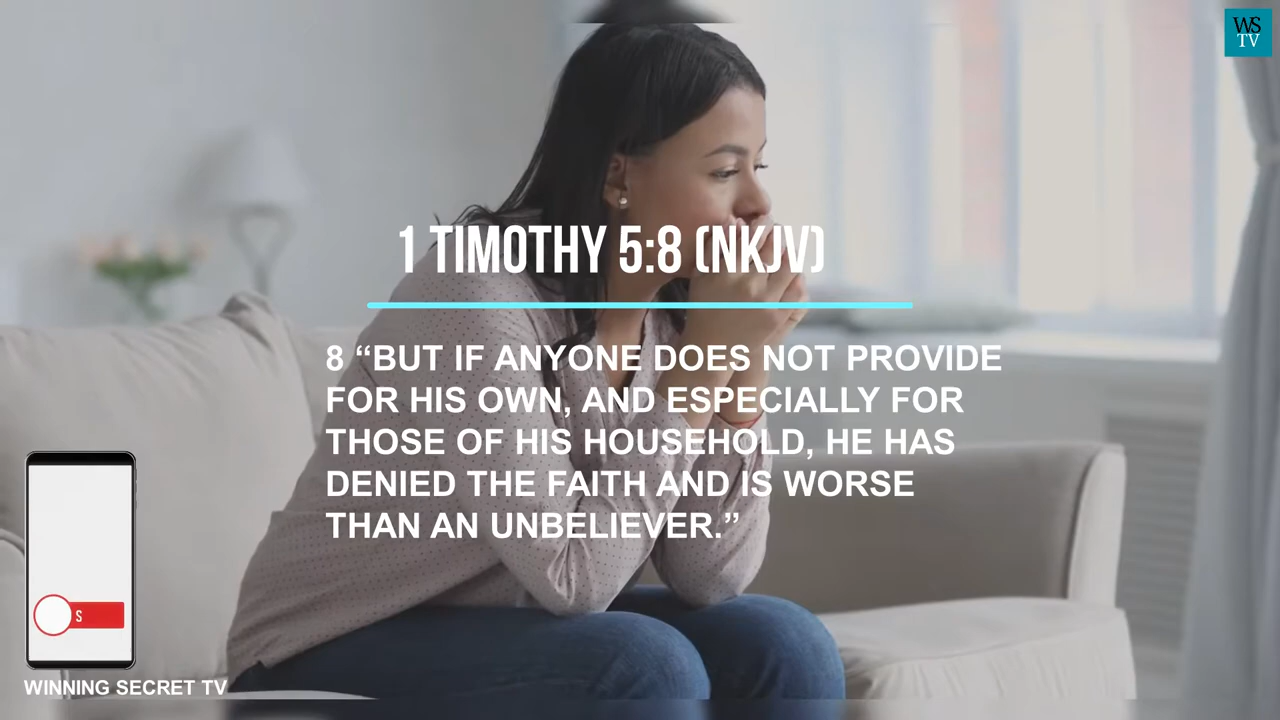 WS
TV
1 TIMOTHY 5:8 (NKJV)
8 “BUT IF ANYONE DOES NOT PROVIDE
FOR HIS OWN, AND ESPECIALLY FOR
THOSE OF HIS HOUSEHOLD, HE HAS
DENIED THE FAITH AND IS WORSE
THAN AN UNBELIEVER.”
S
WINNING SECRET TV